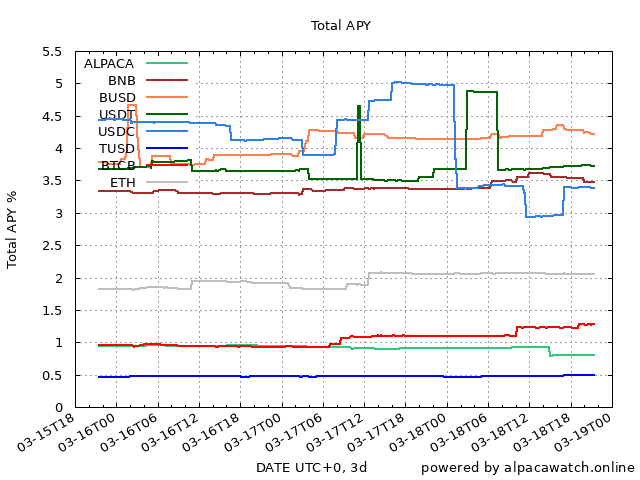 Total APY
5.5
5
4.5
4
3.5
3
2.5
2
1.5
1
0.5
0
Total APY %
ALPACA
BNB
BUSD
USDT
USDC
TUSD
BTCB
ETH
03-15T18
03-16T00
03-16T06
03-16T12
03-16T18
03-17T00
03-17T06
03-17T12
03-17T18
03-18T00
03-18T06
03-18T12
03-18T18
03-19T00
DATE UTC+0, 3d
powered by alpacawatch.online